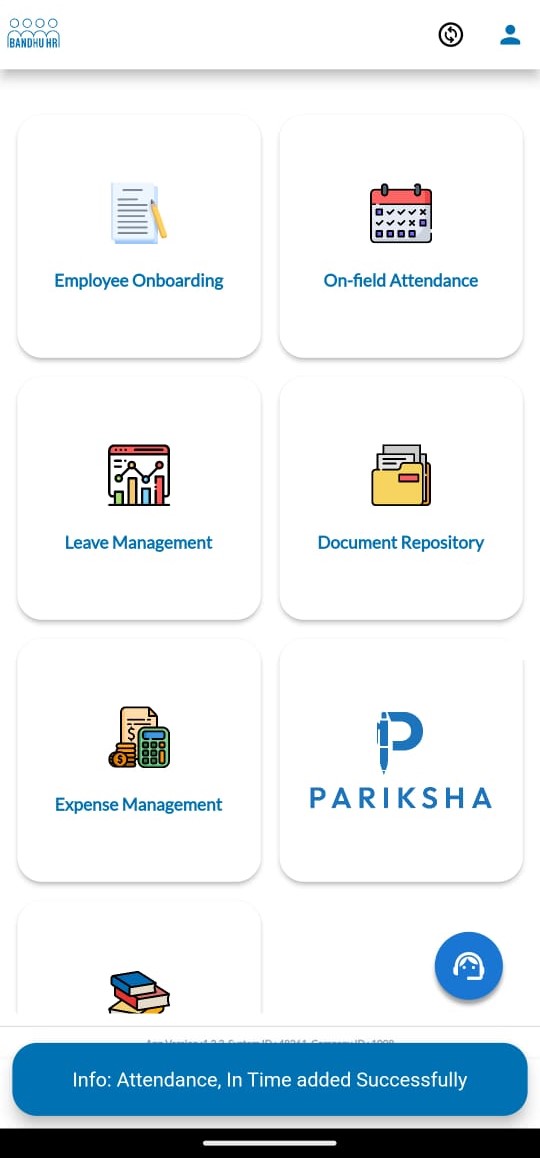 BANDHU HR
Employee Onboarding
On-field Attendance
Leave Management
Document Repository
Expense Management
PARIKSHA
Info: Attendance, In Time added Successfully